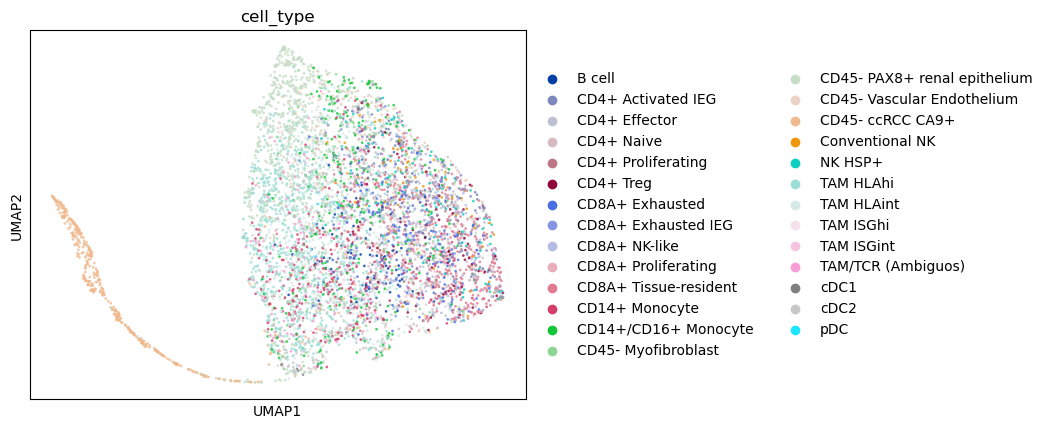 cell_type
UMAP2
UMAP1
B cell
CD4+ Activated IEG
CD4+ Effector
CD4+ Naive
CD4+ Proliferating
CD4+ Treg
CD8A+ Exhausted
CD8A+ Exhausted IEG
CD8A+ NK-like
CD8A+ Proliferating
CD8A+ Tissue-resident
CD14+ Monocyte
CD14+/CD16+ Monocyte
CD45- Myofibroblast
CD45- PAX8+ renal epithelium
CD45- Vascular Endothelium
CD45- ccRCC CA9+
Conventional NK
NK HSP+
TAM HLAhi
TAM HLAint
TAM ISGhi
TAM ISGint
TAM/TCR (Ambiguos)
cDC1
cDC2
pDC